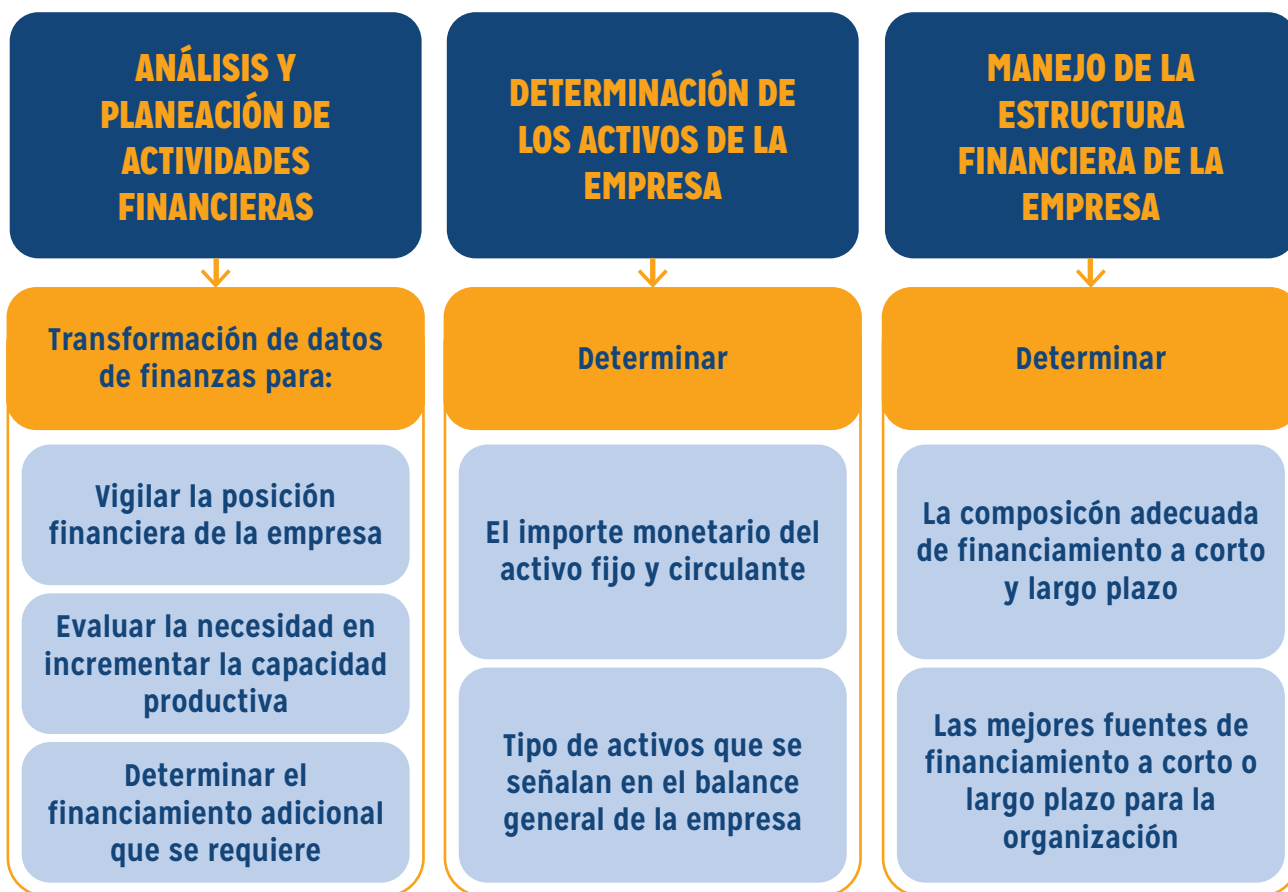 ANÁLISIS Y
PLANEACIÓN DE
ACTIVIDADES
FINANCIERAS
Transformación de datos
de finanzas para:
Vigilar la posición
financiera de la empresa
Evaluar la necesidad en
incrementar la capacidad
productiva
Determinar el
financiamiento adicional
que se requiere
DETERMINACIÓN DE
LOS ACTIVOS DE LA
EMPRESA
Determinar
El importe monetario del
activo fijo y circulante
Tipo de activos que se
señalan en el balance
general de la empresa
MANEJO DE LA
ESTRUCTURA
FINANCIERA DE LA
EMPRESA
Determinar
La composicón adecuada
de financiamiento a corto
y largo plazo
Las mejores fuentes de
financiamiento a corto o
largo plazo para la
organización